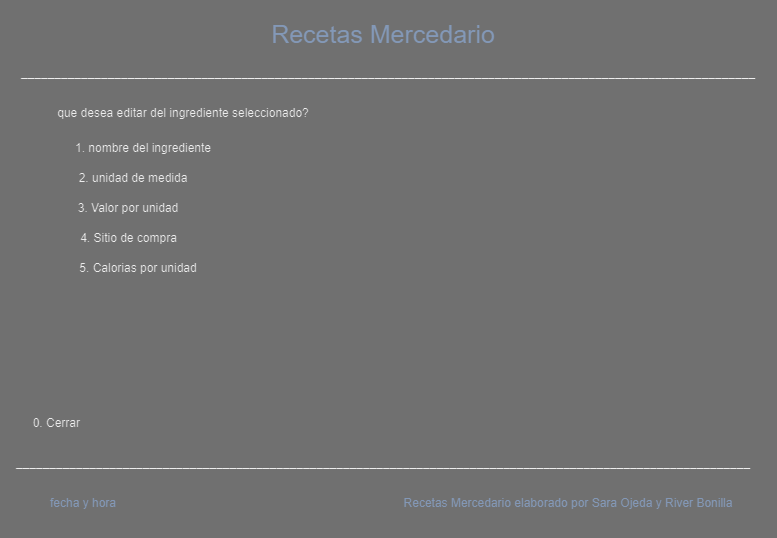 Recetas Mercedario
que desea editar del ingrediente seleccionado?
1. nombre del ingrediente
2. unidad de medida
3. Valor por unidad
4. Sitio de compra
5. Calorias por unidad
0. Cerrar
fecha y hora
Recetas Mercedario elaborado por Sara Ojeda y River Bonilla